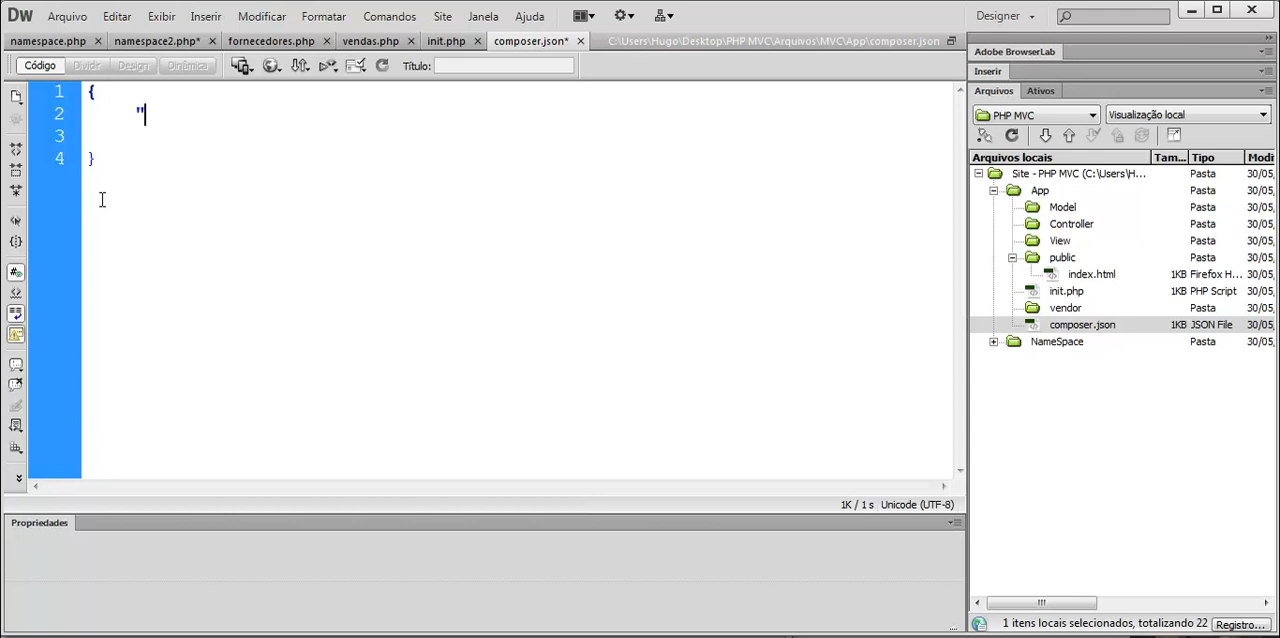 Dw Arquivo Editar Exibir Inserir Modificar Formatar Comandos Site Janela Ajuda Designer
namespace.php namespace2.php* fornecedores.php vendas.php init.php composer.json* C:\Users\Hugo\Desktop\PHP MVC\Arquivos\MVC\App\composer.json
Código Dividir Design Dinâmica Título:
1 {
2 "
3
4 }
1K / 1 s Unicode (UTF-8)
Propriedades
Adobe BrowserLab
Inserir
Arquivos Ativos
PHP MVC Visualização local
Arquivos locais Tam... Tipo Modi
Site - PHP MVC (C:\Users\H... Pasta 30/05,
App Pasta 30/05,
Model Pasta 30/05,
Controller Pasta 30/05,
View Pasta 30/05,
public Pasta 30/05,
index.html 1KB Firefox H... 30/05,
init.php 1KB PHP Script 30/05,
vendor Pasta 30/05,
composer.json 1KB JSON File 30/05,
NameSpace Pasta 30/05,
1 itens locais selecionados, totalizando 22 Registro...